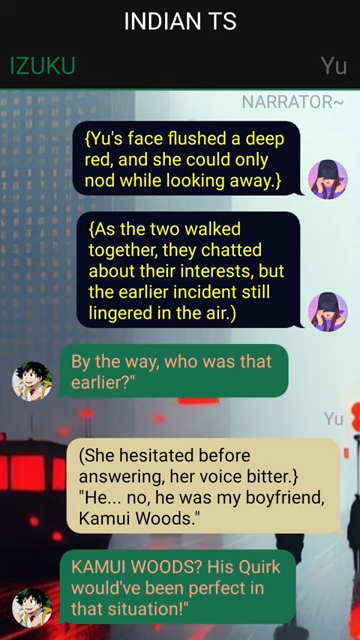 INDIAN TS
IZUKU Yu
NARRATOR~
{Yu's face flushed a deep
red, and she could only
nod while looking away.}
{As the two walked
together, they chatted
about their interests, but
the earlier incident still
lingered in the air.)
By the way, who was that
earlier?"
Yu
(She hesitated before
answering, her voice bitter.}
"He... no, he was my boyfriend,
Kamui Woods."
KAMUI WOODS? His Quirk
would've been perfect in
that situation!"